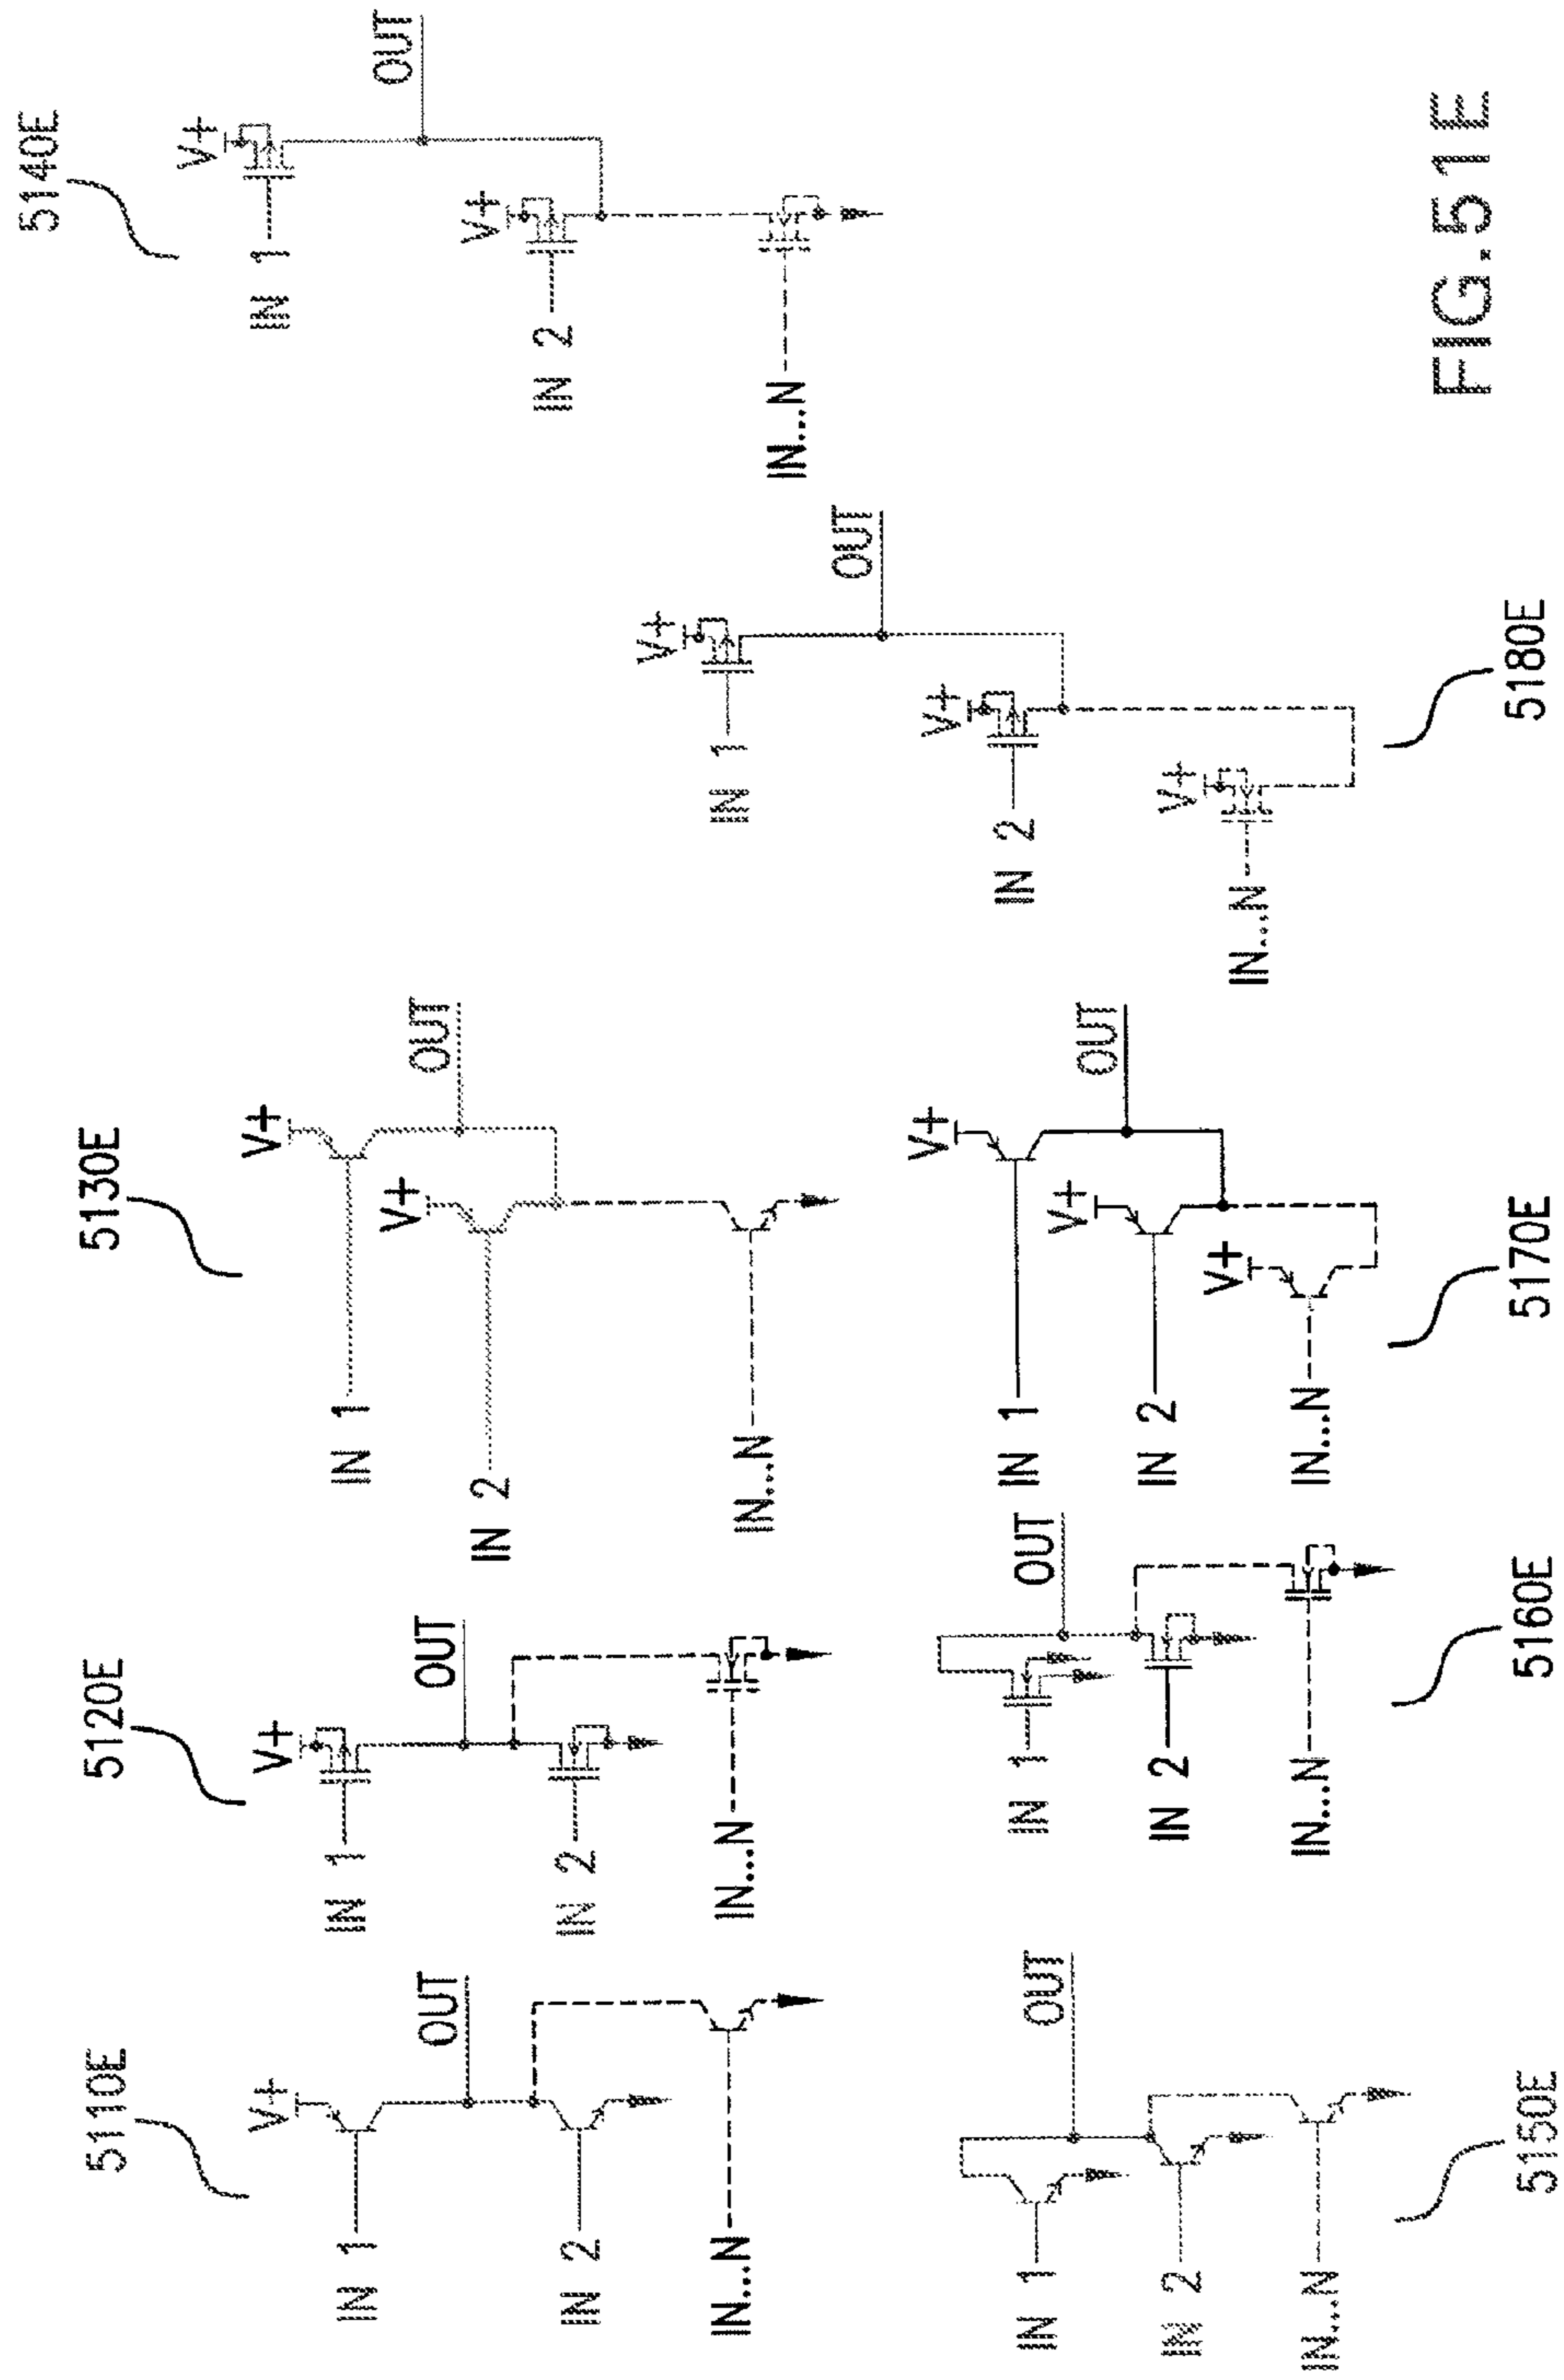 5110E
V+
OUT
IN 1
IN 2
IN...N
5120E
V+
OUT
IN 1
IN 2
IN...N
5130E
V+
OUT
V+
IN 1
IN 2
IN...N
5140E
V+
OUT
IN 1
V+
IN 2
IN...N
OUT
IN 1
IN 2
IN...N
5150E
OUT
IN 1
IN 2
IN...N
5160E
V+
OUT
V+
V+
IN 1
IN 2
IN...N
5170E
V+
OUT
IN 1
V+
IN 2
V+
IN...N
5180E
FIG.51E